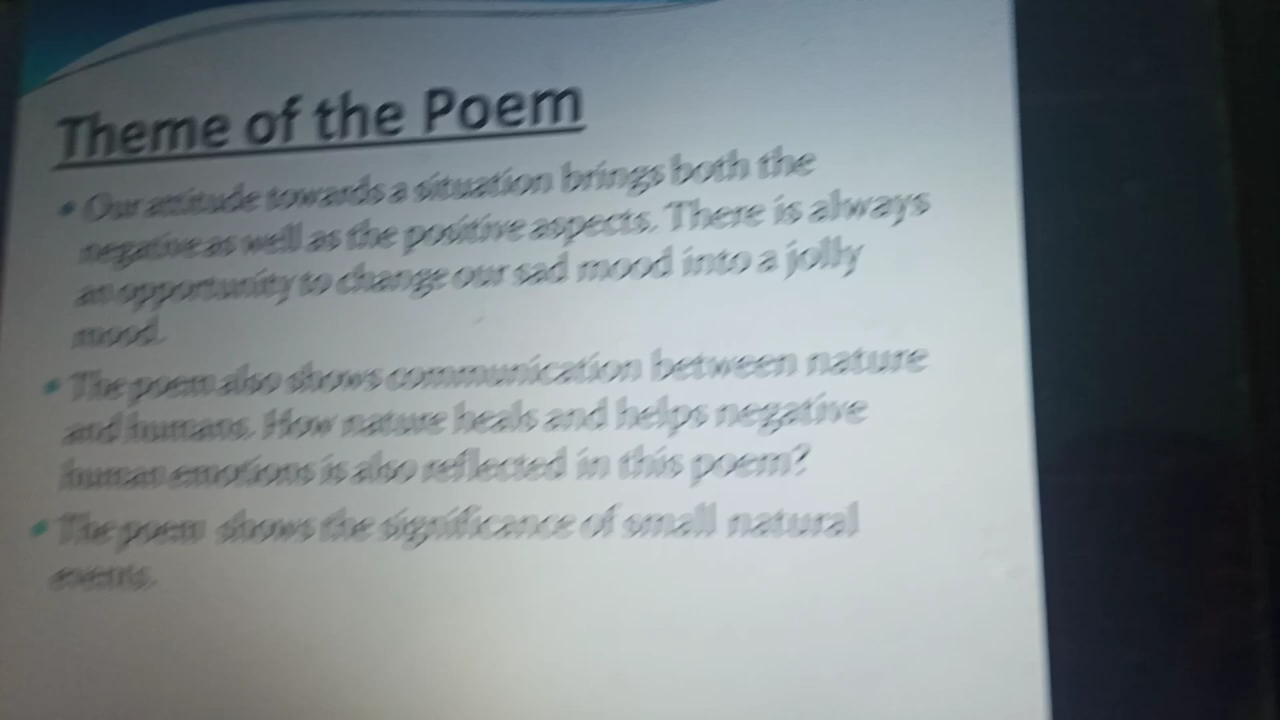 Theme of the Poem
• Our attitude towards a situation brings both the
negative as well as the positive aspects. There is always
an opportunity to change our sad mood into a jolly
mood.
• The poem also shows communication between nature
and humans. How nature heals and helps negative
human emotions is also reflected in this poem?
• The poem shows the significance of small natural
events.